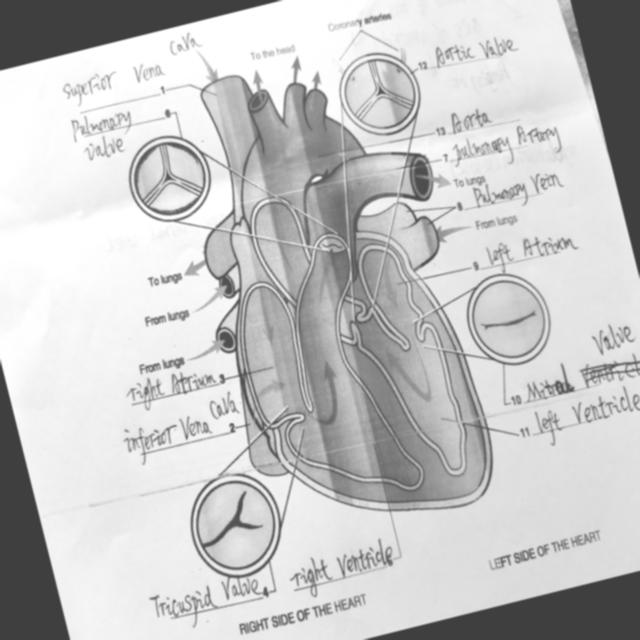 Coronary arteries
To the head
Superior Vena Cava
1
12 Aortic Valve
Pulmonary
Valve
6
13 Aorta
7 Pulmonary Artery
To lungs
8 Pulmonary Vein
From lungs
9 left Atrium
To lungs
From lungs
From lungs
right Atrium 3
Valve
10 Mitral
inferior Vena Cava
2
11 left Ventricle
Tricuspid Valve 4
right Ventricle
LEFT SIDE OF THE HEART
RIGHT SIDE OF THE HEART